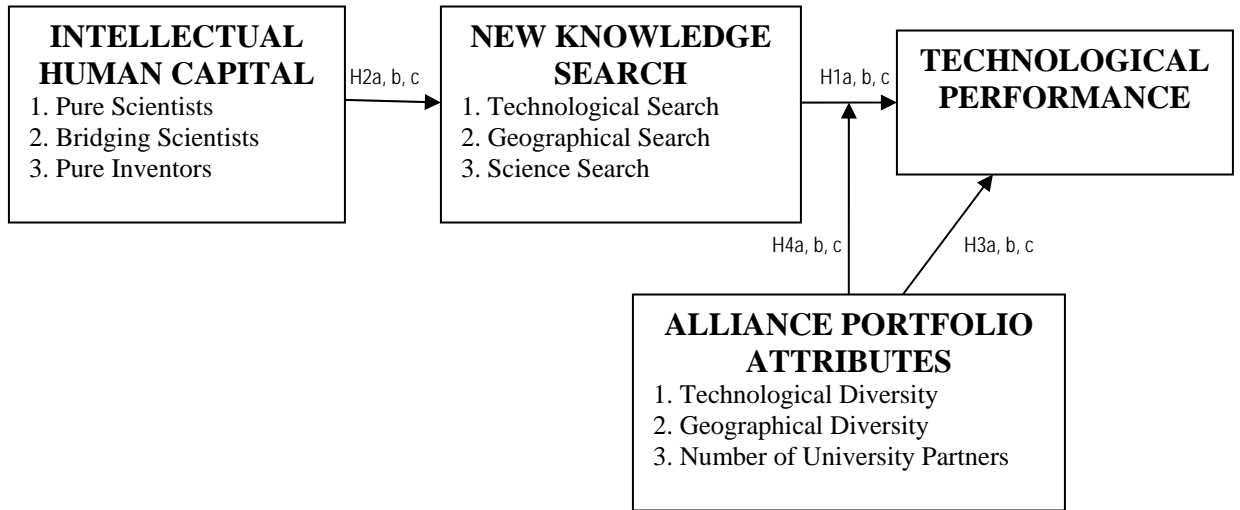 INTELLECTUAL
HUMAN CAPITAL
1. Pure Scientists
2. Bridging Scientists
3. Pure Inventors
H2a, b, c
NEW KNOWLEDGE
SEARCH
1. Technological Search
2. Geographical Search
3. Science Search
H1a, b, c
TECHNOLOGICAL
PERFORMANCE
H4a, b, c
H3a, b, c
ALLIANCE PORTFOLIO
ATTRIBUTES
1. Technological Diversity
2. Geographical Diversity
3. Number of University Partners